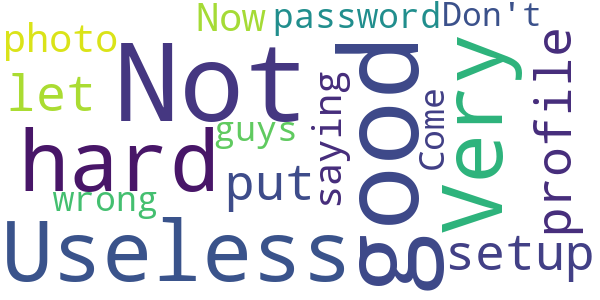 Now
password
Don't
photo
Not
let
good
very
profile
saying
Come
guys
hard
put
wrong
Useless
setup